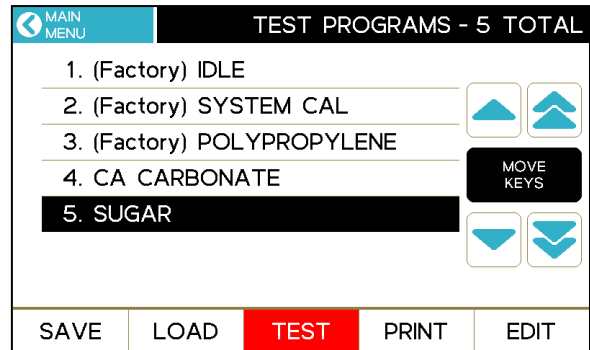 MAIN
MENU
TEST PROGRAMS - 5 TOTAL
1. (Factory) IDLE
2. (Factory) SYSTEM CAL
3. (Factory) POLYPROPYLENE
4. CA CARBONATE
5. SUGAR
MOVE
KEYS
SAVE LOAD TEST PRINT EDIT